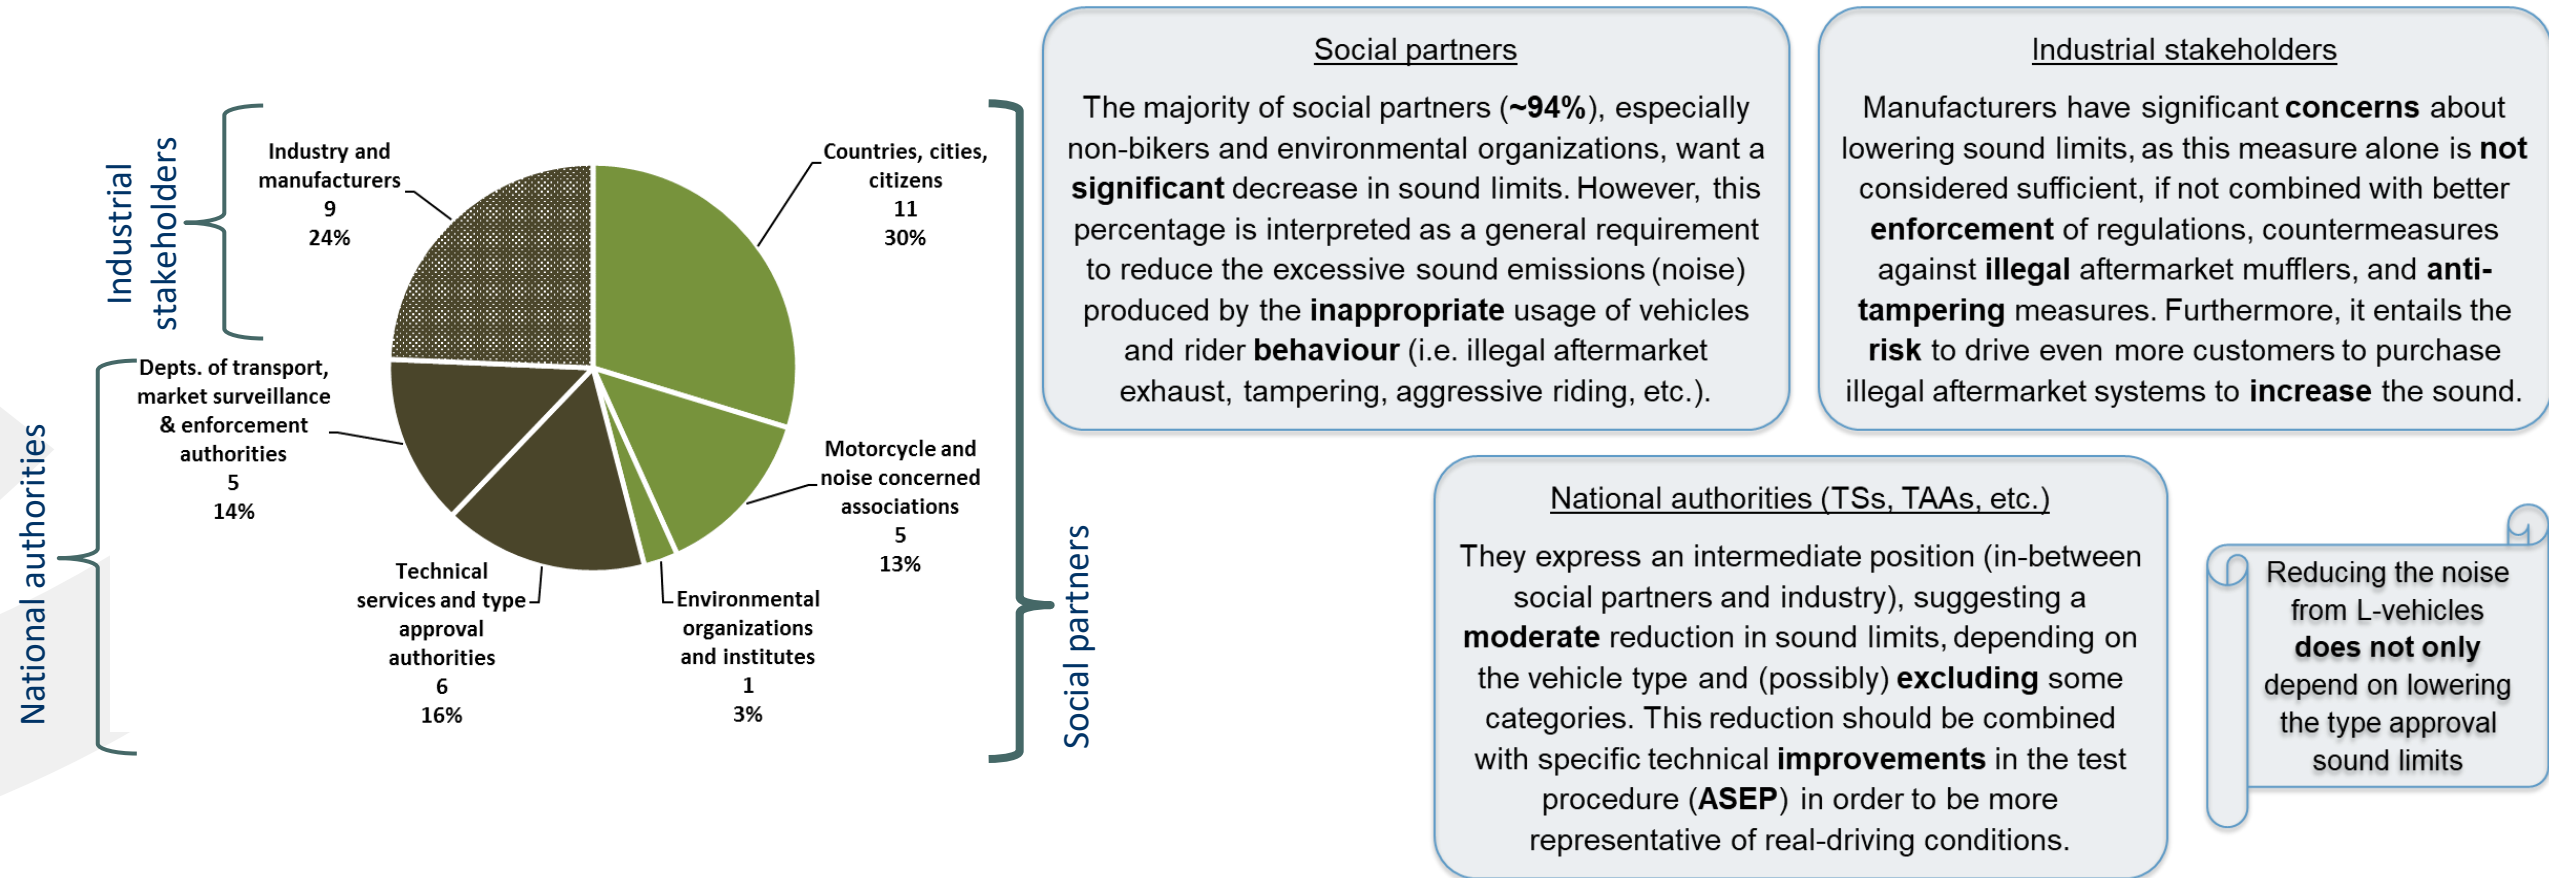 Industrial
stakeholders
National authorities
Industry and
manufacturers
9
24%
Countries, cities,
citizens
11
30%
Depts. of transport,
market surveillance
& enforcement
authorities
5
14%
Motorcycle and
noise concerned
associations
5
13%
Technical
services and type
approval
authorities
6
16%
Environmental
organizations
and institutes
1
3%
Social partners
Social partners
The majority of social partners (~94%), especially
non-bikers and environmental organizations, want a
significant decrease in sound limits. However, this
percentage is interpreted as a general requirement
to reduce the excessive sound emissions (noise)
produced by the inappropriate usage of vehicles
and rider behaviour (i.e. illegal aftermarket
exhaust, tampering, aggressive riding, etc.).
Industrial stakeholders
Manufacturers have significant concerns about
lowering sound limits, as this measure alone is not
considered sufficient, if not combined with better
enforcement of regulations, countermeasures
against illegal aftermarket mufflers, and anti-
tampering measures. Furthermore, it entails the
risk to drive even more customers to purchase
illegal aftermarket systems to increase the sound.
National authorities (TSs, TAAs, etc.)
They express an intermediate position (in-between
social partners and industry), suggesting a
moderate reduction in sound limits, depending on
the vehicle type and (possibly) excluding some
categories. This reduction should be combined
with specific technical improvements in the test
procedure (ASEP) in order to be more
representative of real-driving conditions.
Reducing the noise
from L-vehicles
does not only
depend on lowering
the type approval
sound limits